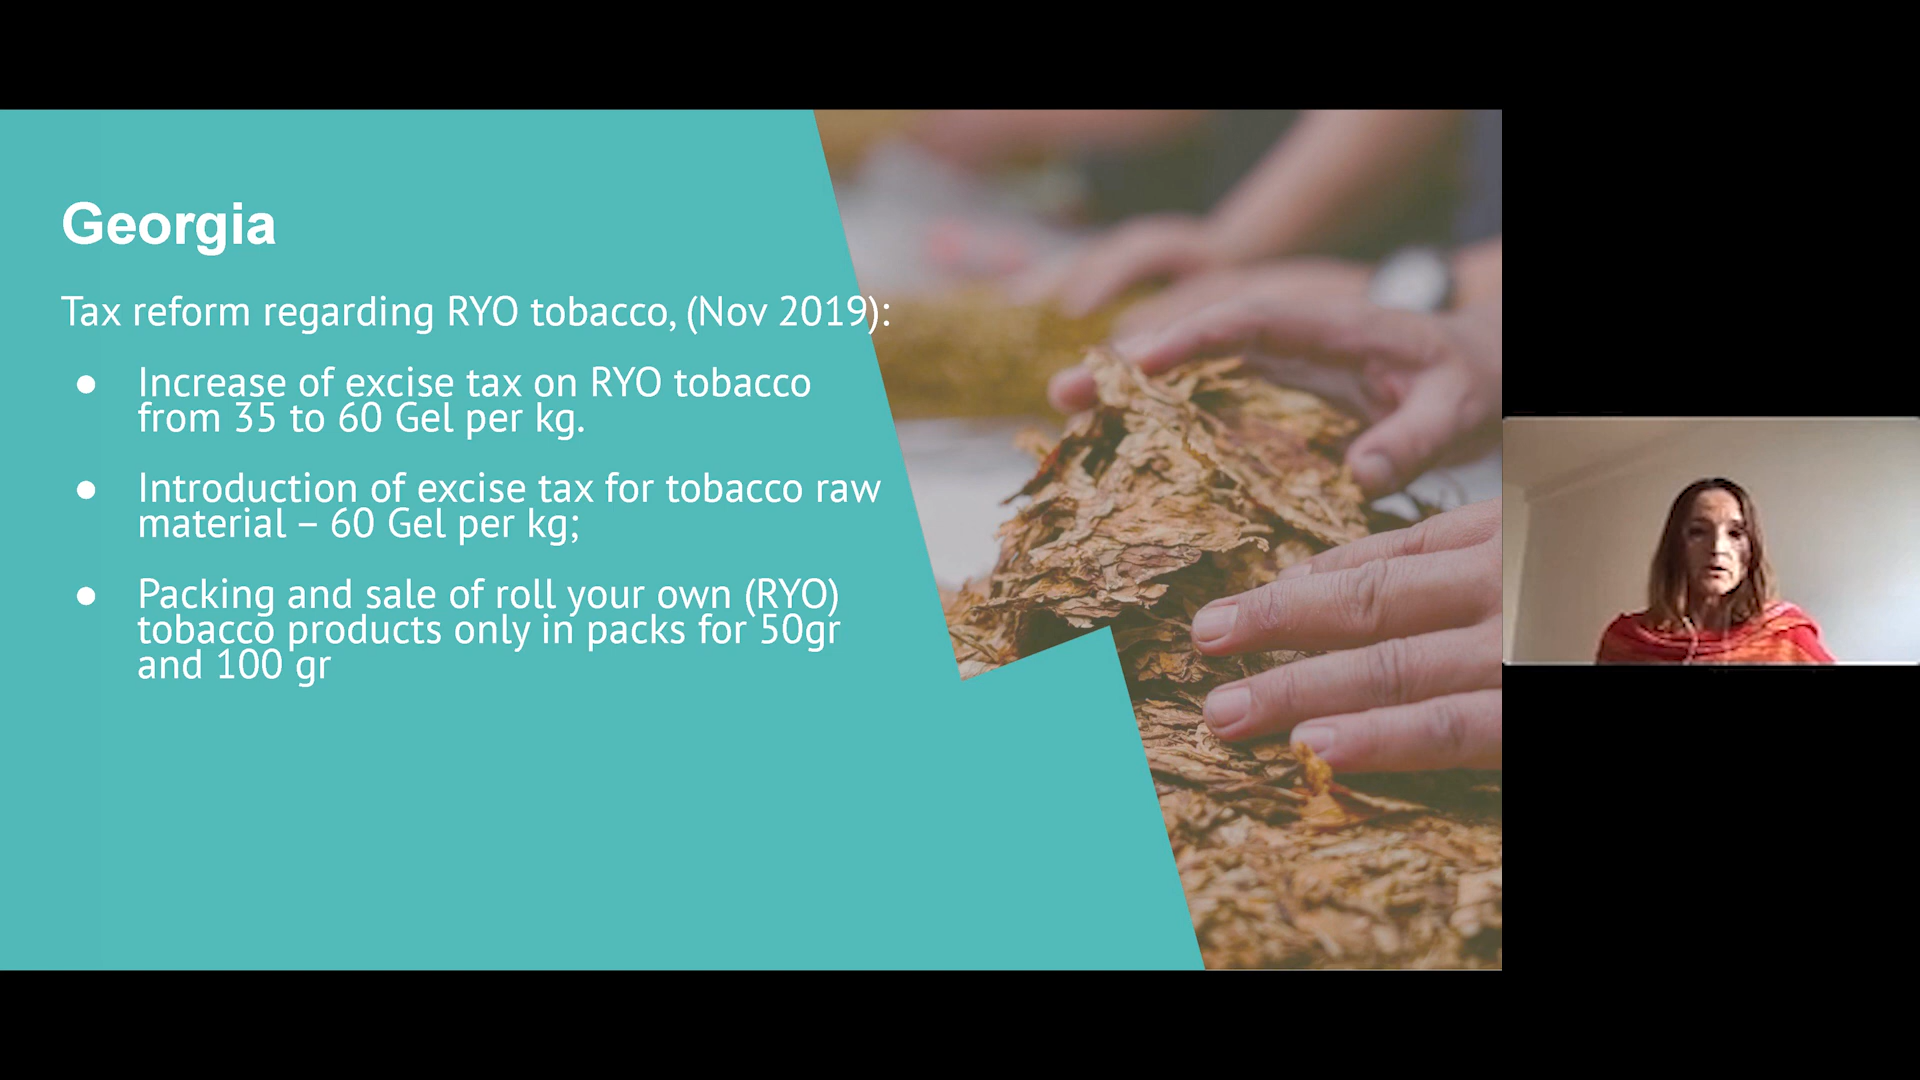 Georgia
Tax reform regarding RYO tobacco, (Nov 2019):
● Increase of excise tax on RYO tobacco
from 35 to 60 Gel per kg.
● Introduction of excise tax for tobacco raw
material – 60 Gel per kg;
● Packing and sale of roll your own (RYO)
tobacco products only in packs for 50gr
and 100 gr